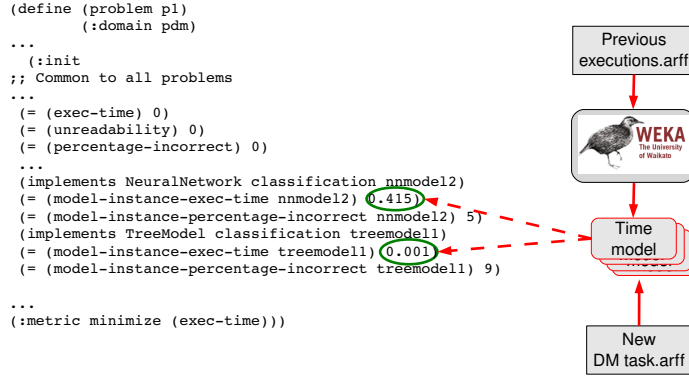 (define (problem p1)
(:domain pdm)
...
(:init
;; Common to all problems
...
(= (exec-time) 0)
(= (unreadability) 0)
(= (percentage-incorrect) 0)
...
(implements NeuralNetwork classification nnmodel2)
(= (model-instance-exec-time nnmodel2) 0.415)
(= (model-instance-percentage-incorrect nnmodel2) 5)
(implements TreeModel classification treemodel1)
(= (model-instance-exec-time treemodel1) 0.001)
(= (model-instance-percentage-incorrect treemodel1) 9)
...
(:metric minimize (exec-time)))
Previous
executions.arff
WEKA
The University
of Waikato
Time
model
New
DM task.arff